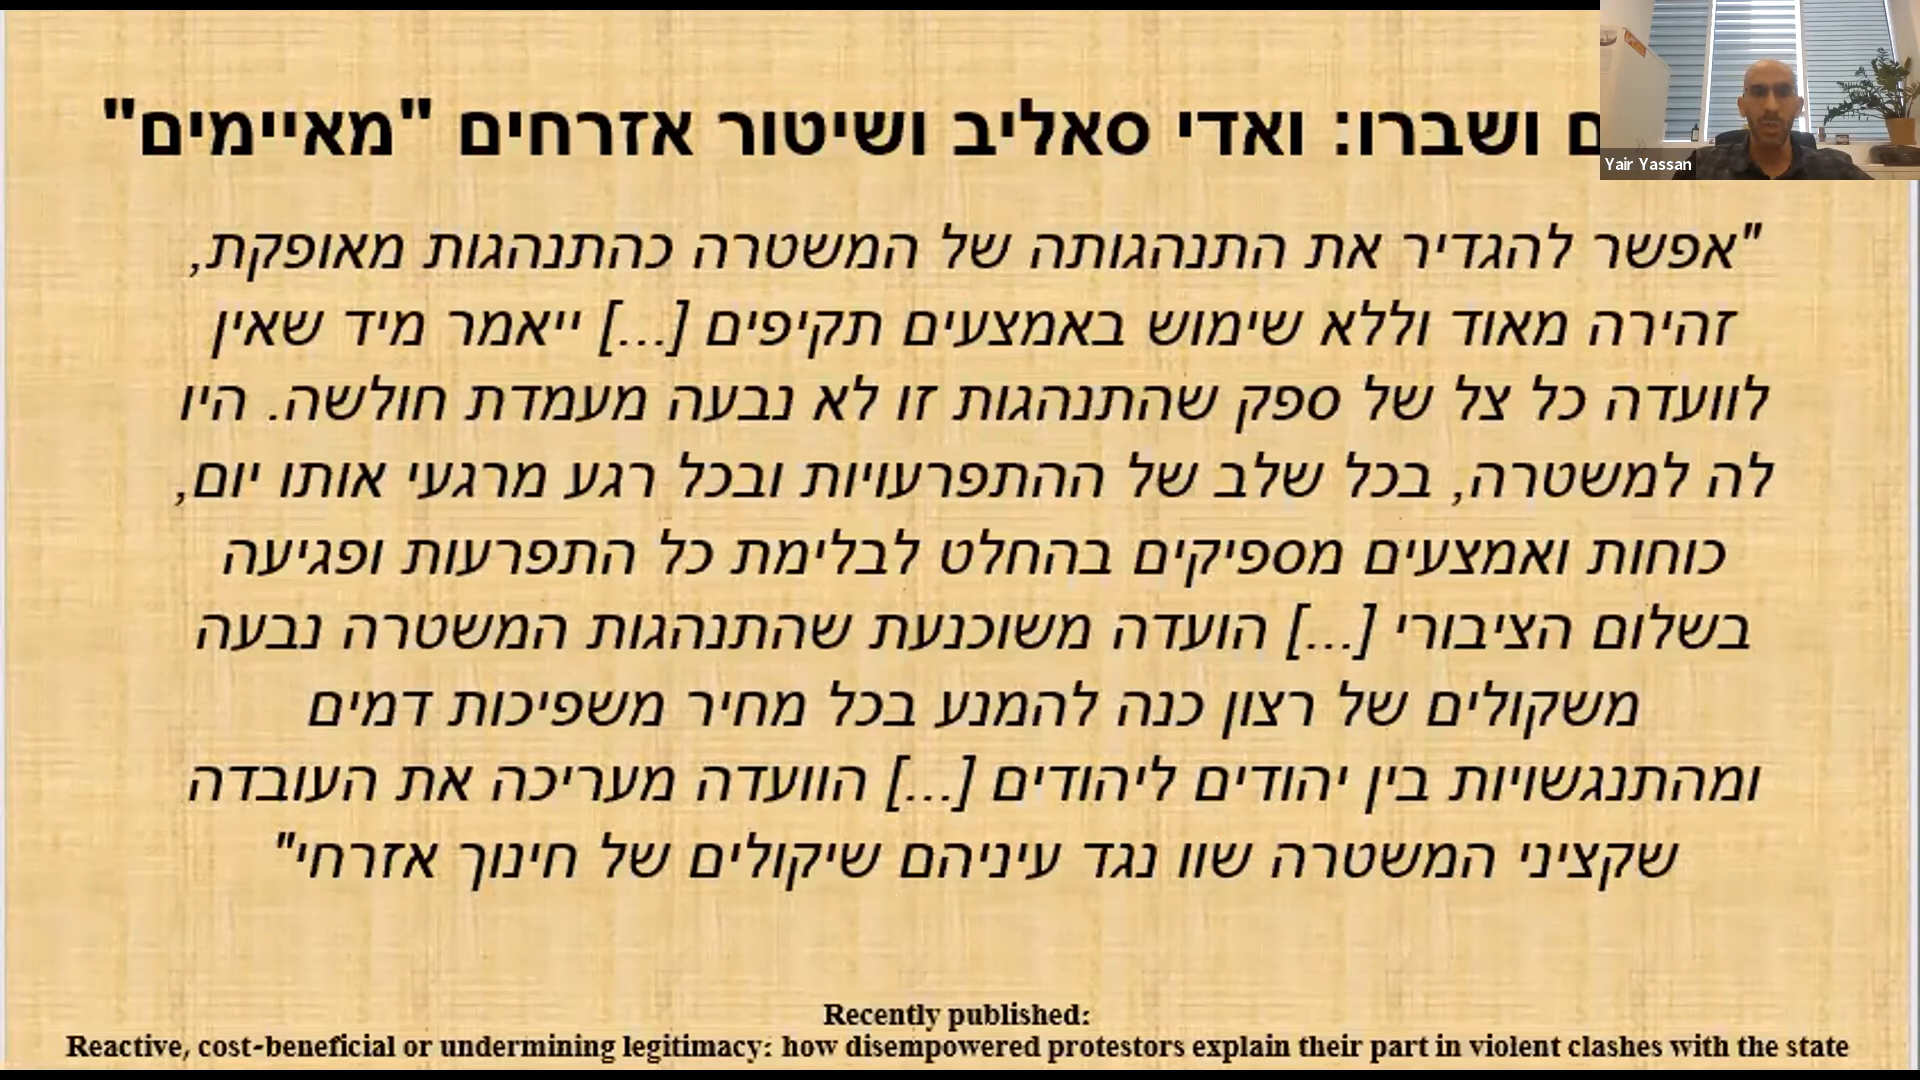 ושברו: ואדי סאליב ושיטור אזרחים "מאיימים"
Yair Yassan
"אפשר להגדיר את התנהגותה של המשטרה כהתנהגות מאופקת,
זהירה מאוד וללא שימוש באמצעים תקיפים [...] ייאמר מיד שאין
לוועדה כל צל של ספק שהתנהגות זו לא נבעה מעמדת חולשה. היו
לה למשטרה, בכל שלב של ההתפרעויות ובכל רגע מרגעי אותו יום,
כוחות ואמצעים מספיקים בהחלט לבלימת כל התפרעות ופגיעה
בשלום הציבורי [...] הועדה משוכנעת שהתנהגות המשטרה נבעה
משקולים של רצון כנה להמנע בכל מחיר משפיכות דמים
ומהתנגשויות בין יהודים ליהודים [...] הוועדה מעריכה את העובדה
שקציני המשטרה שוו נגד עיניהם שיקולים של חינוך אזרחי"
Recently published:
Reactive, cost-beneficial or undermining legitimacy: how disempowered protestors explain their part in violent clashes with the state